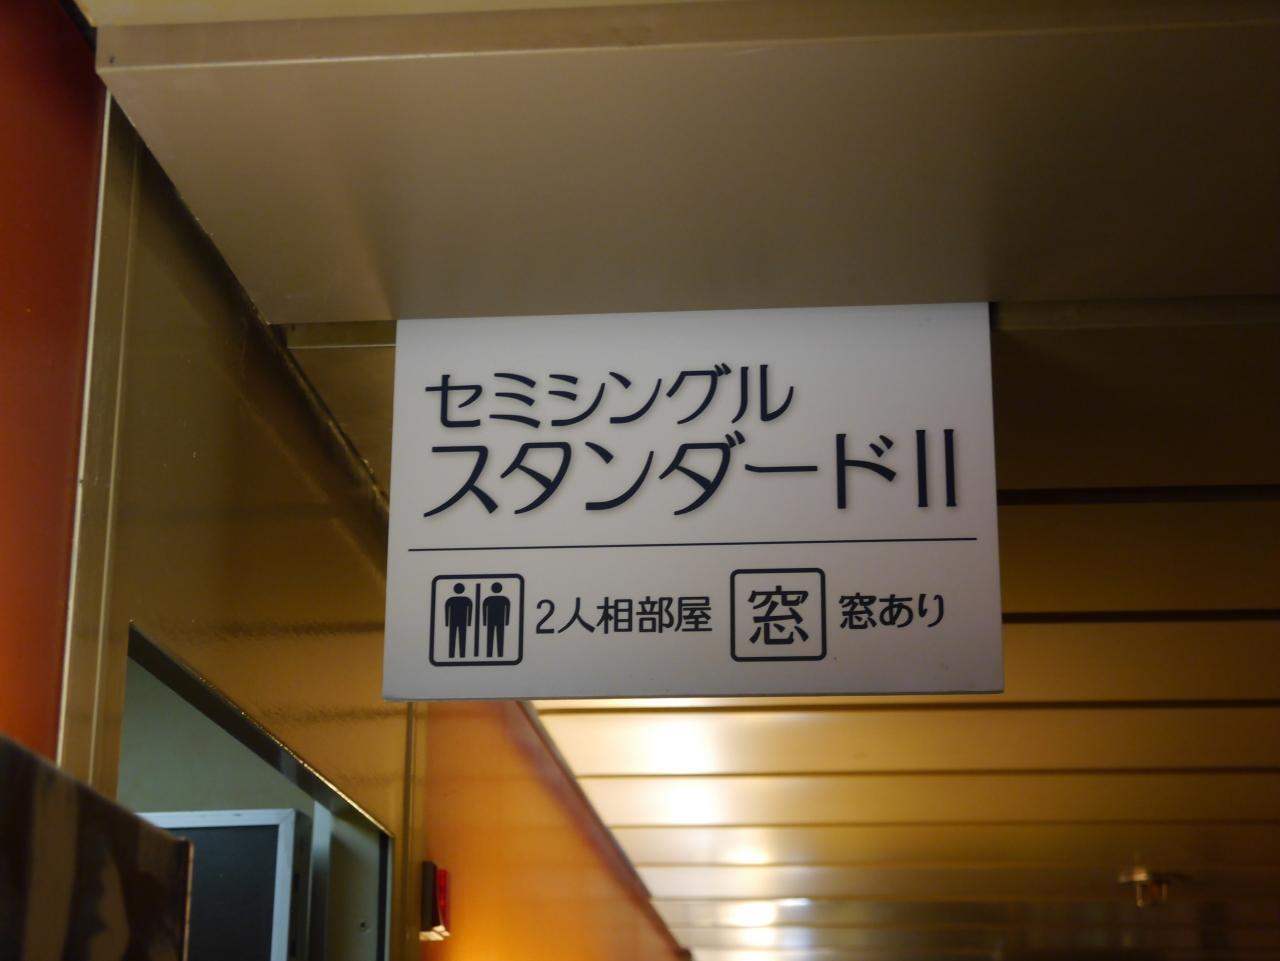 セミシングル
スタンダードII
2人相部屋 窓 窓あり